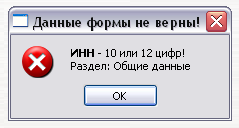 Данные формы не верны!
ИНН - 10 или 12 цифр!
Раздел: Общие данные
OK